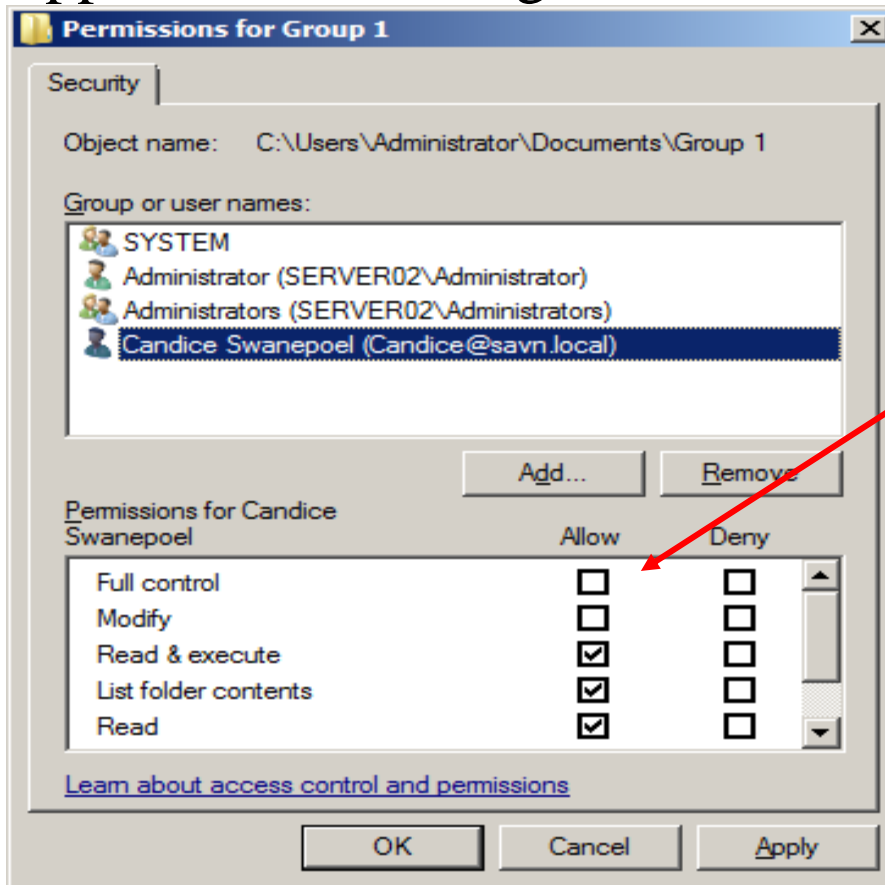 Permissions for Group 1
Security
Object name: C:\Users\Administrator\Documents\Group 1
Group or user names:
SYSTEM
Administrator (SERVER02\Administrator)
Administrators (SERVER02\Administrators)
Candice Swanepoel (Candice@savn.local)
Add... Remove
Permissions for Candice
Swanepoel Allow Deny
Full control
Modify
Read & execute
List folder contents
Read
Learn about access control and permissions
OK Cancel Apply